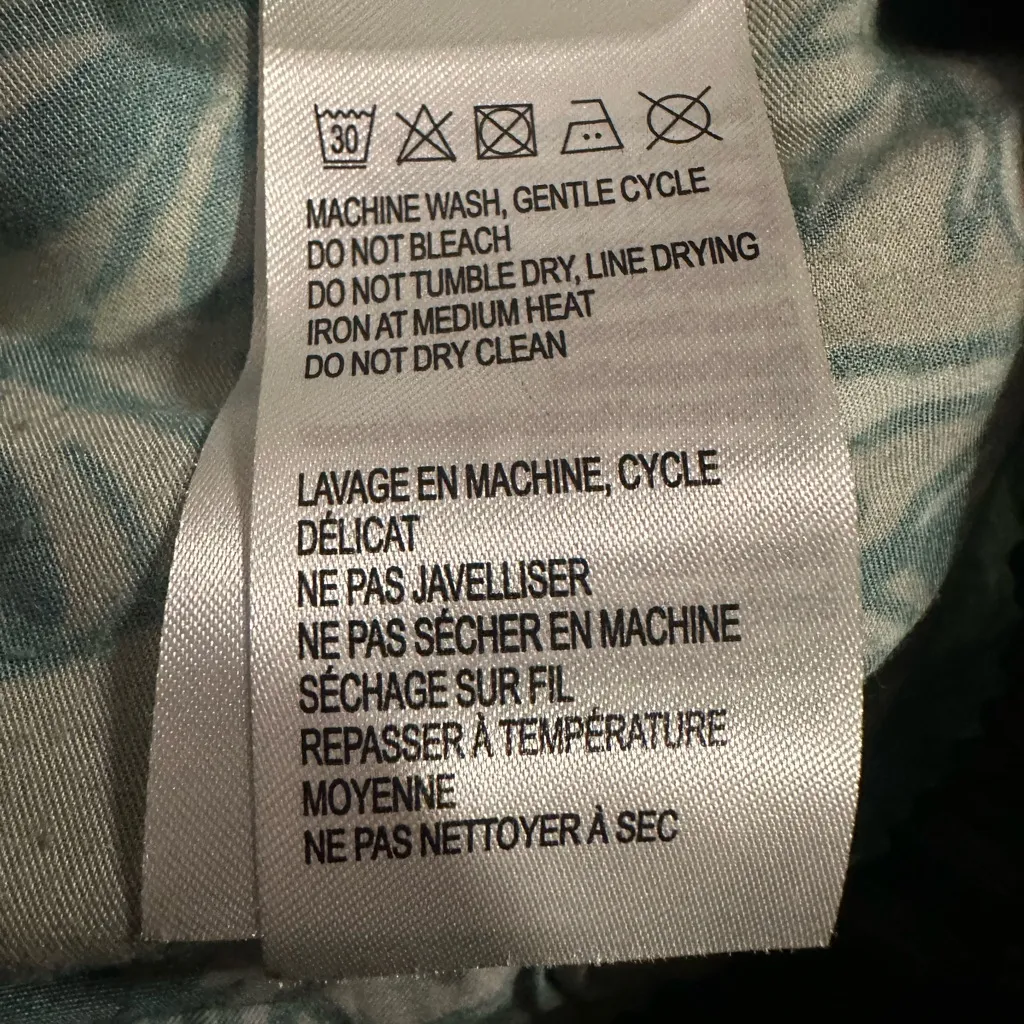 30
MACHINE WASH, GENTLE CYCLE
DO NOT BLEACH
DO NOT TUMBLE DRY, LINE DRYING
IRON AT MEDIUM HEAT
DO NOT DRY CLEAN
LAVAGE EN MACHINE, CYCLE
DÉLICAT
NE PAS JAVELLISER
NE PAS SÉCHER EN MACHINE
SÉCHAGE SUR FIL
REPASSER À TEMPÉRATURE
MOYENNE
NE PAS NETTOYER À SEC